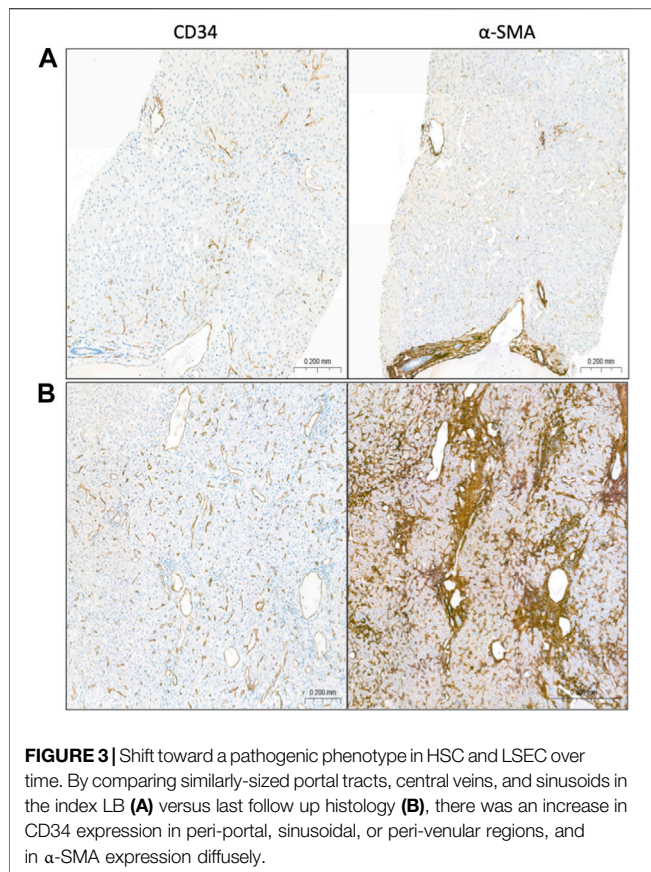 CD34
α-SMA
A
0.200 mm
0.200 mm
B
0.200 mm
FIGURE 3 | Shift toward a pathogenic phenotype in HSC and LSEC over
time. By comparing similarly-sized portal tracts, central veins, and sinusoids in
the index LB (A) versus last follow up histology (B), there was an increase in
CD34 expression in peri-portal, sinusoidal, or peri-venular regions, and
in α-SMA expression diffusely.